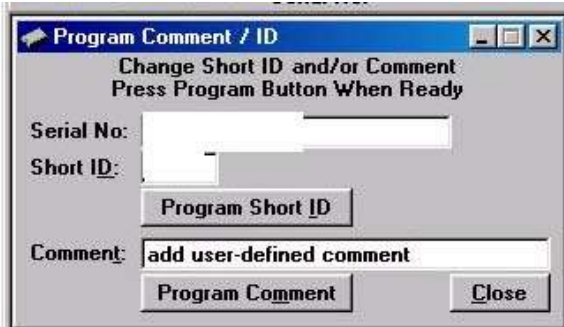 Program Comment / ID
Change Short ID and/or Comment
Press Program Button When Ready
Serial No:
Short ID:
Program Short ID
Comment: add user-defined comment
Program Comment Close